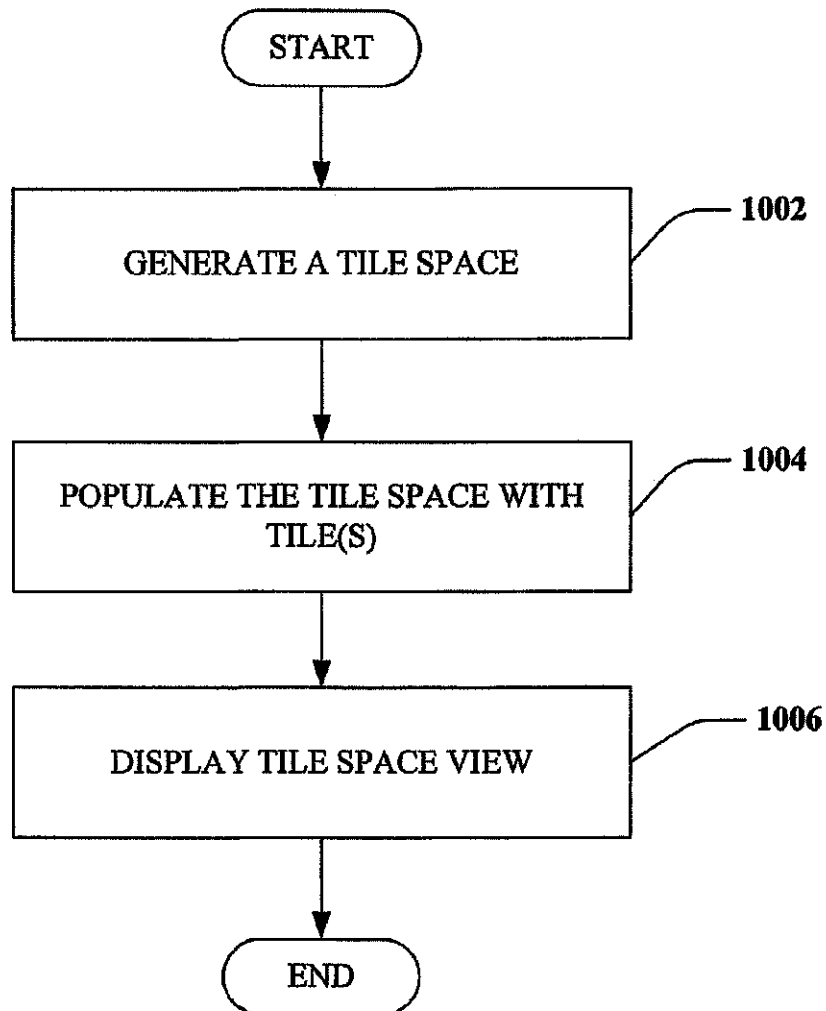 START
GENERATE A TILE SPACE
1002
POPULATE THE TILE SPACE WITH
TILE(S)
1004
DISPLAY TILE SPACE VIEW
1006
END